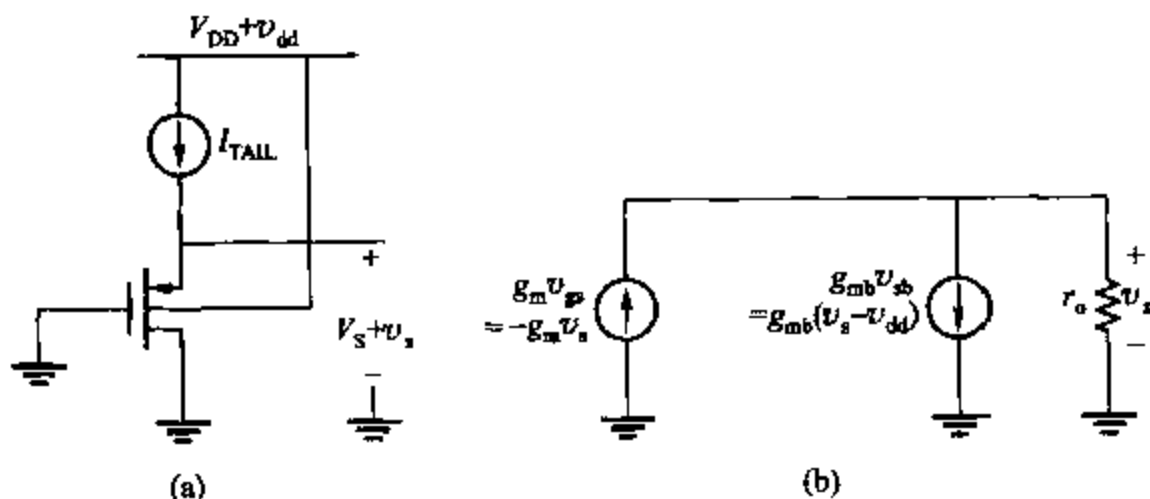 V_DD+v_dd
I_TAIL
+
V_S+v_s
−
(a)
g_m v_gs
=−g_m v_s
g_mb v_sb
=g_mb(v_s−v_dd)
r_o
+
v_s
−
(b)